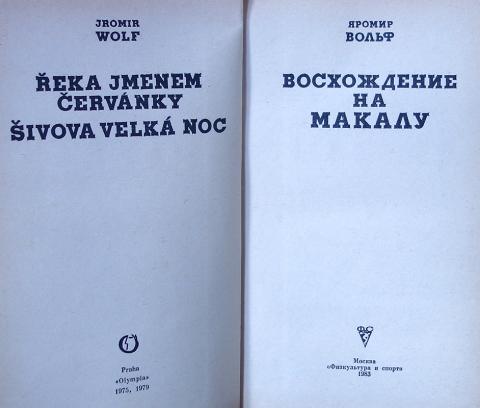 JROMIR
WOLF
ŘEKA JMENEM
ČERVÁNKY
ŠIVOVA VELKÁ NOC
Praha
«Olympia»
1975, 1979
ЯРОМИР
ВОЛЬФ
ВОСХОЖДЕНИЕ
НА
МАКАЛУ
Москва
«Физкультура и спорт»
1983